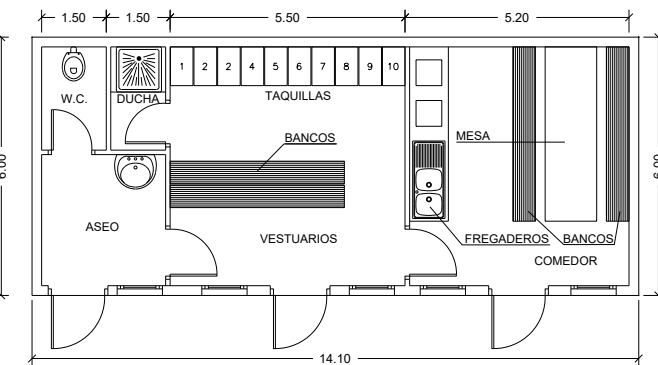 1.50 1.50 5.50 5.20
1 2 2 4 5 6 7 8 9 10
W.C. DUCHA TAQUILLAS
BANCOS MESA
6.00 6.00
ASEO
VESTUARIOS FREGADEROS BANCOS
COMEDOR
14.10